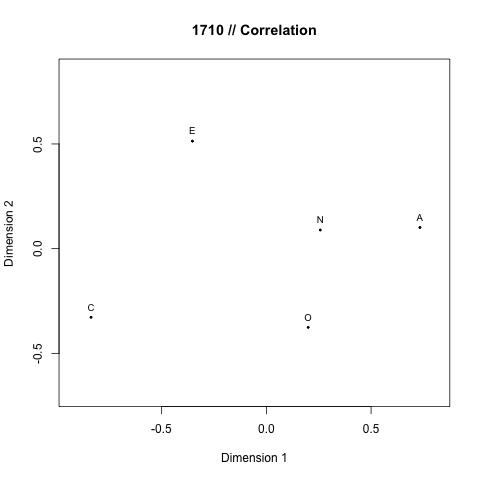 1710 // Correlation
E
0.5
N
A
Dimension 2
0.0
C
O
-0.5
-0.5
0.0
0.5
Dimension 1